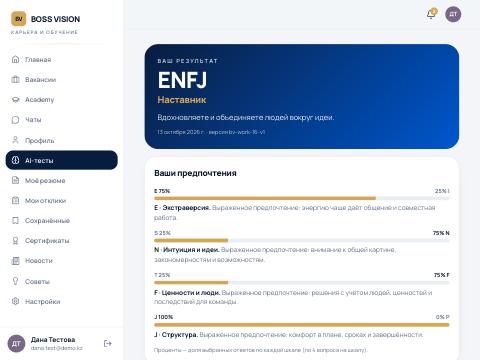 BV BOSS VISION
КАРЬЕРА И ОБУЧЕНИЕ
Главная
Вакансии
Academy
Чаты
Профиль
AI-тесты
Моё резюме
Мои отклики
Сохранённые
Сертификаты
Новости
Советы
Настройки
ДТ
Дана Тестова
dana.test@demo.kz
ДТ
ВАШ РЕЗУЛЬТАТ
ENFJ
Наставник
Вдохновляете и объединяете людей вокруг идеи.
13 октября 2026 г. · версия bv-work-16-v1
Ваши предпочтения
E 75% 25% I
E · Экстраверсия. Выраженное предпочтение: энергию чаще даёт общение и совместная
работа.
S 25% 75% N
N · Интуиция и идеи. Выраженное предпочтение: внимание к общей картине,
закономерностям и возможностям.
T 25% 75% F
F · Ценности и люди. Выраженное предпочтение: решения с учётом людей, ценностей и
последствий для команды.
J 100% 0% P
J · Структура. Выраженное предпочтение: комфорт в плане, сроках и завершённости.
Проценты — доля выбранных ответов по каждой шкале (по 4 вопроса на шкалу).